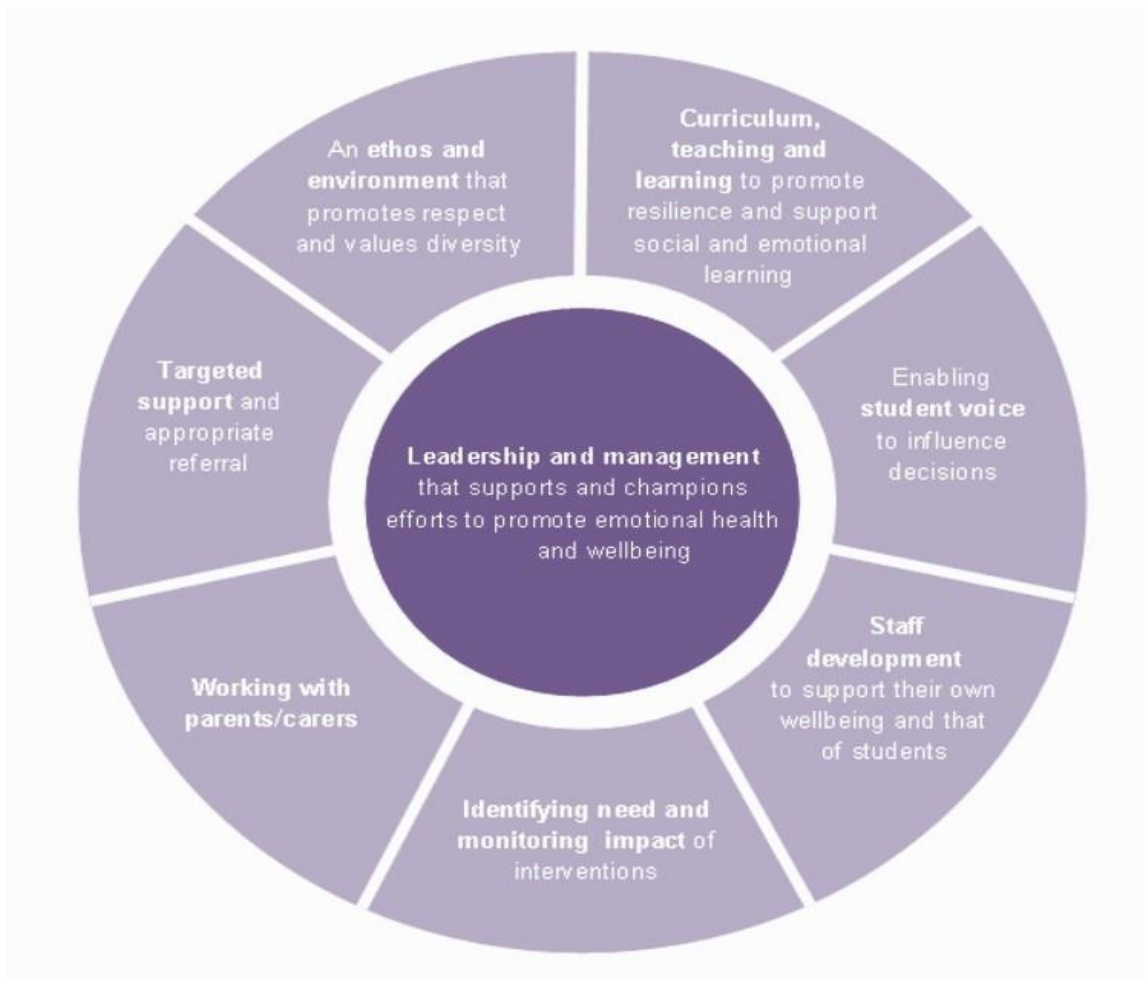 An ethos and
environment that
promotes respect
and values diversity
Curriculum,
teaching and
learning to promote
resilience and support
social and emotional
learning
Enabling
student voice
to influence
decisions
Staff
development
to support their own
wellbeing and that
of students
Identifying need and
monitoring impact of
interventions
Working with
parents/carers
Targeted
support and
appropriate
referral
Leadership and management
that supports and champions
efforts to promote emotional health
and wellbeing